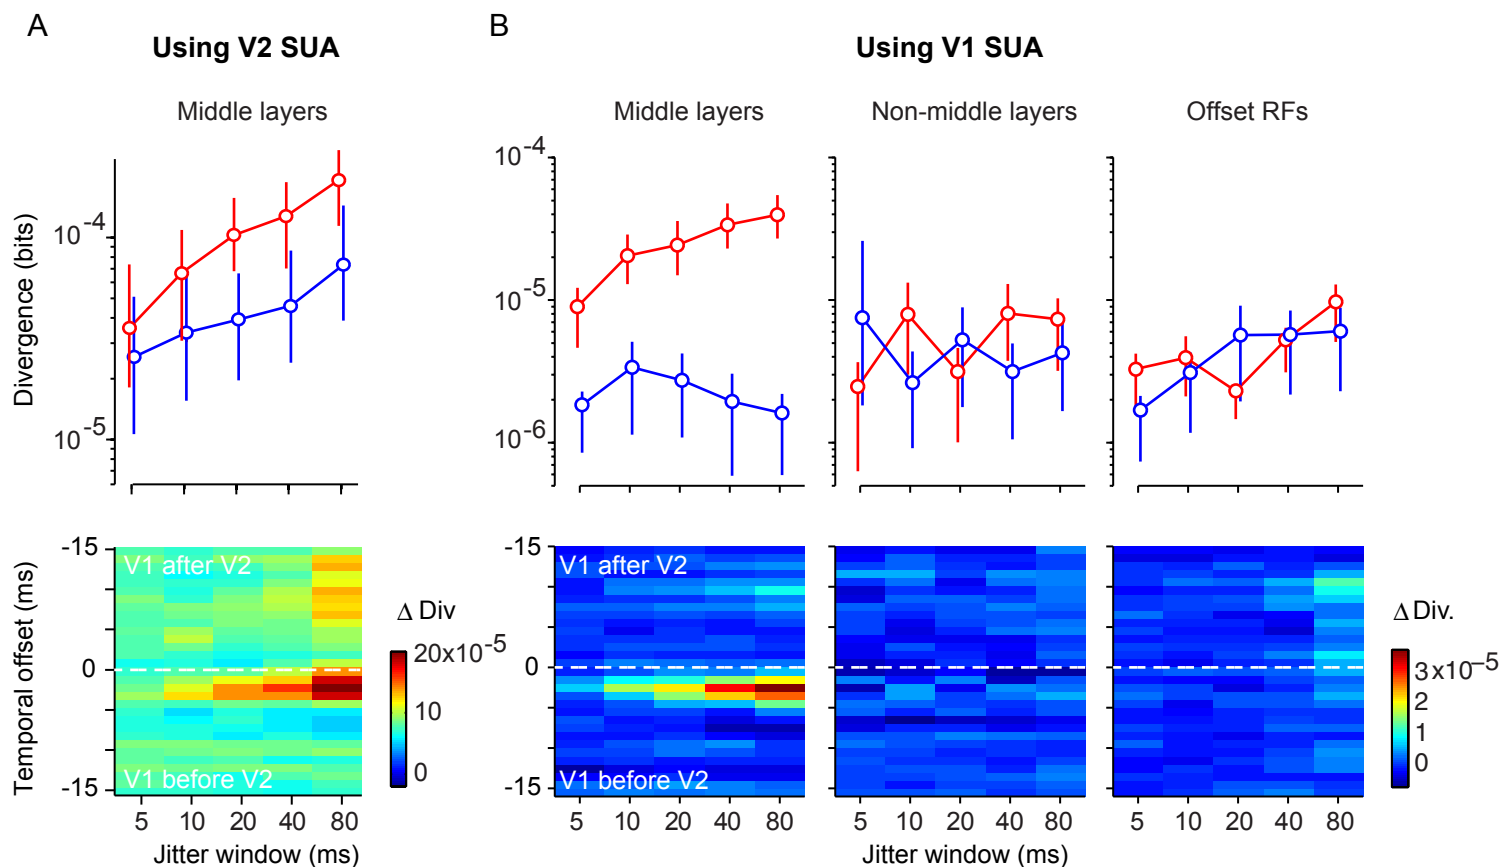 A
B
Using V2 SUA
Using V1 SUA
Middle layers
Middle layers
Non-middle layers
Offset RFs
Divergence (bits)
10-4
10-5
10-4
10-5
10-6
Temporal offset (ms)
-15
0
-15
V1 after V2
V1 before V2
5 10 20 40 80
Jitter window (ms)
Δ Div
20x10-5
10
0
-15
0
-15
V1 after V2
V1 before V2
5 10 20 40 80
Jitter window (ms)
5 10 20 40 80
5 10 20 40 80
Δ Div.
3x10-5
2
1
0